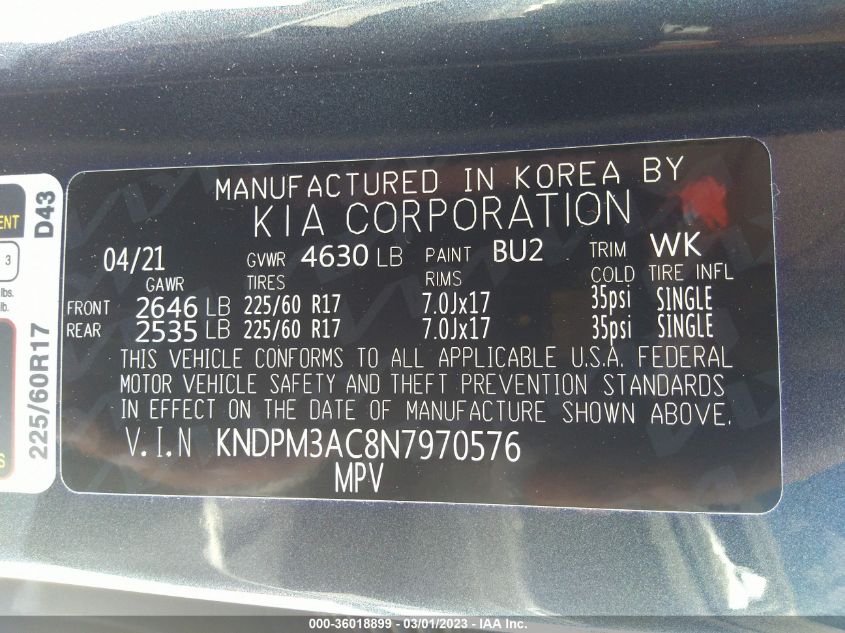 MANUFACTURED IN KOREA BY
KIA CORPORATION
04/21 GVWR 4630 LB PAINT BU2 TRIM WK
GAWR TIRES RIMS COLD TIRE INFL
FRONT 2646 LB 225/60 R17 7.0Jx17 35psi SINGLE
REAR 2535 LB 225/60 R17 7.0Jx17 35psi SINGLE
THIS VEHICLE CONFORMS TO ALL APPLICABLE U.S.A. FEDERAL
MOTOR VEHICLE SAFETY AND THEFT PREVENTION STANDARDS
IN EFFECT ON THE DATE OF MANUFACTURE SHOWN ABOVE.
V.I.N KNDPM3AC8N7970576
MPV
D43
3
lbs.
lb.
225/60R17
000-36018899 - 03/01/2023 - IAA Inc.